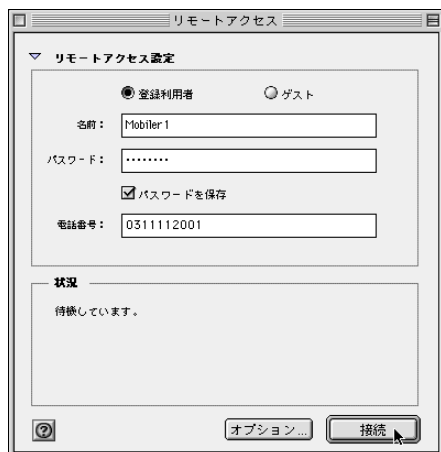 リモートアクセス
リモートアクセス設定
登録利用者 ゲスト
名前： Mobiler1
パスワード： ••••••••
パスワードを保存
電話番号： 0311112001
状況
待機しています。
? オプション... 接続